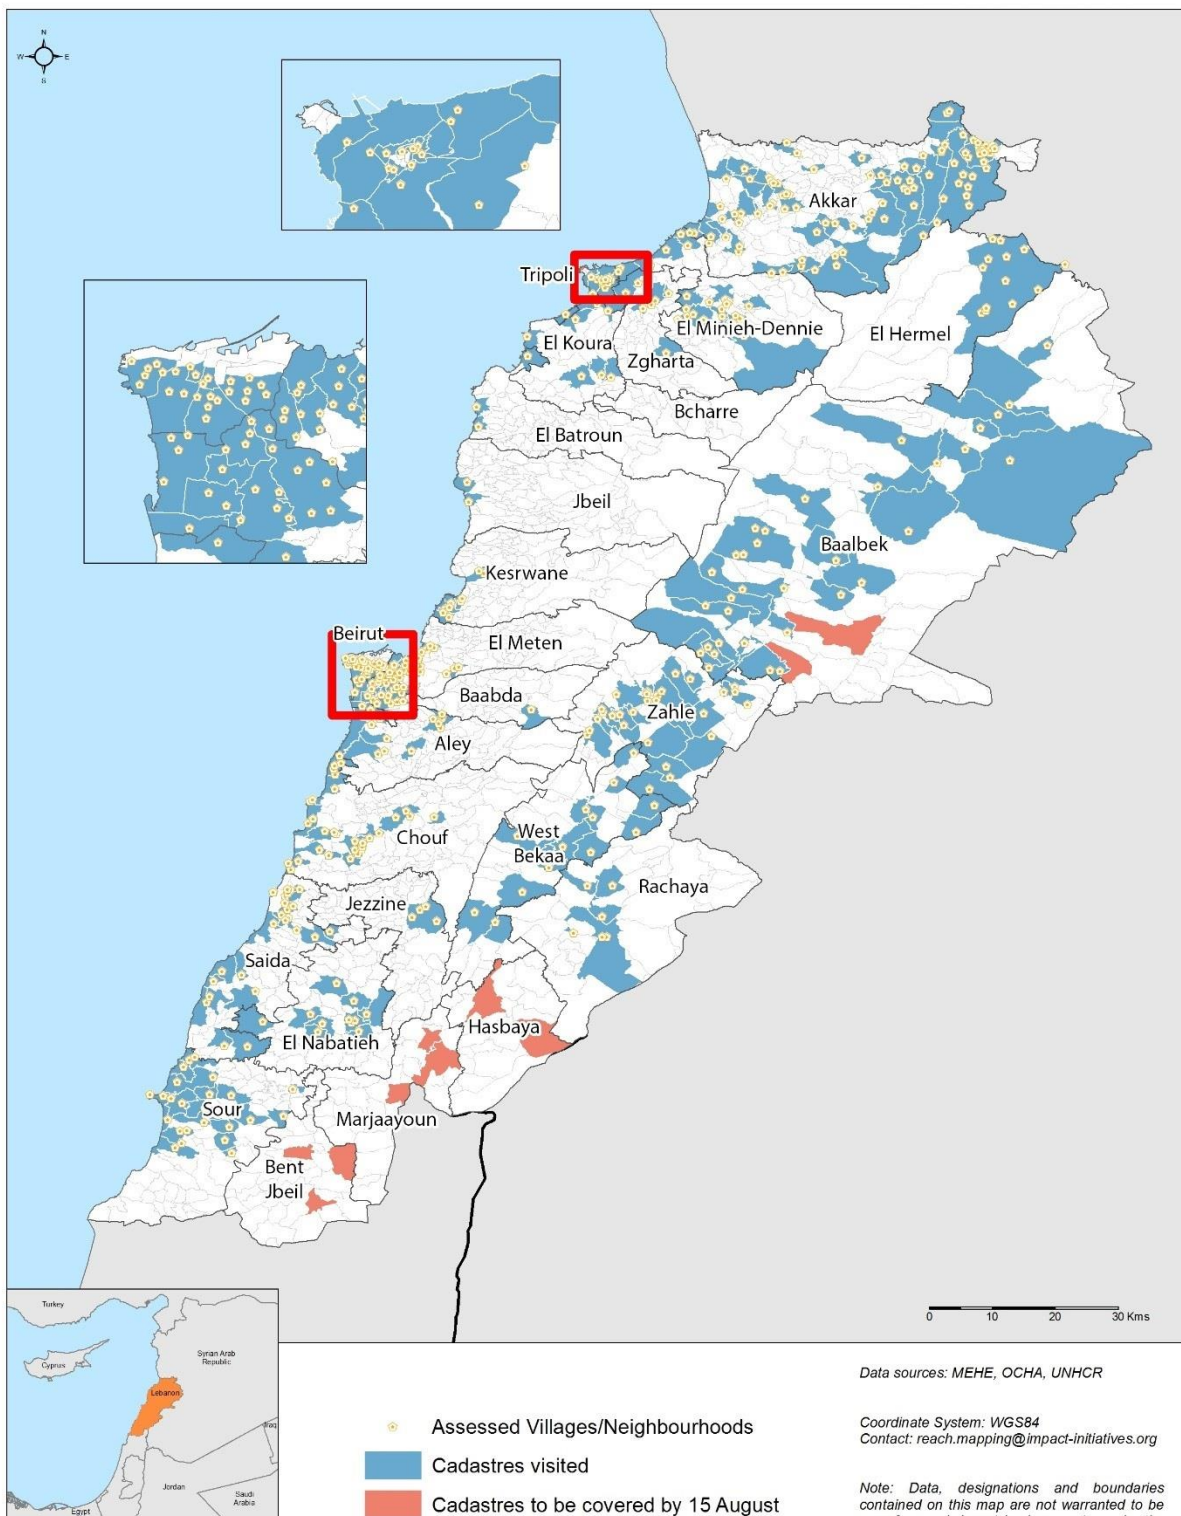 N
W
E
S
Akkar
Tripoli
El Minieh-Dennie
El Hermel
El Koura
Zgharta
Bcharre
El Batroun
Jbeil
Baalbek
Kesrwane
Beirut
El Meten
Baabda
Zahle
Aley
Chouf
West
Bekaa
Rachaya
Jezzine
Saida
Hasbaya
El Nabatieh
Sour
Marjaayoun
Bent
Jbeil
0 10 20 30 Kms
Turkey
Cyprus
Syrian Arab
Republic
Lebanon
Iraq
Jordan
Saudi
Arabia
Egypt
Assessed Villages/Neighbourhoods
Cadastres visited
Cadastres to be covered by 15 August
Data sources: MEHE, OCHA, UNHCR
Coordinate System: WGS84
Contact: reach.mapping@impact-initiatives.org
Note: Data, designations and boundaries
contained on this map are not warranted to be